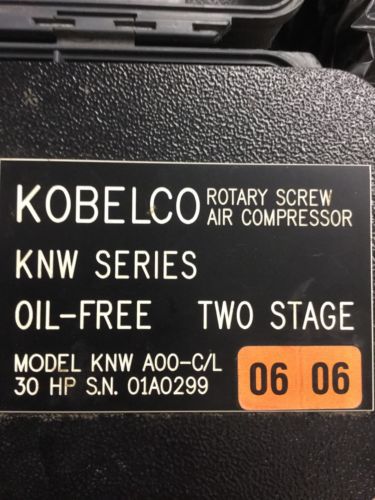 KOBELCO ROTARY SCREW
AIR COMPRESSOR
KNW SERIES
OIL-FREE TWO STAGE
MODEL KNW A00-C/L
30 HP S.N. 01A0299
06 06